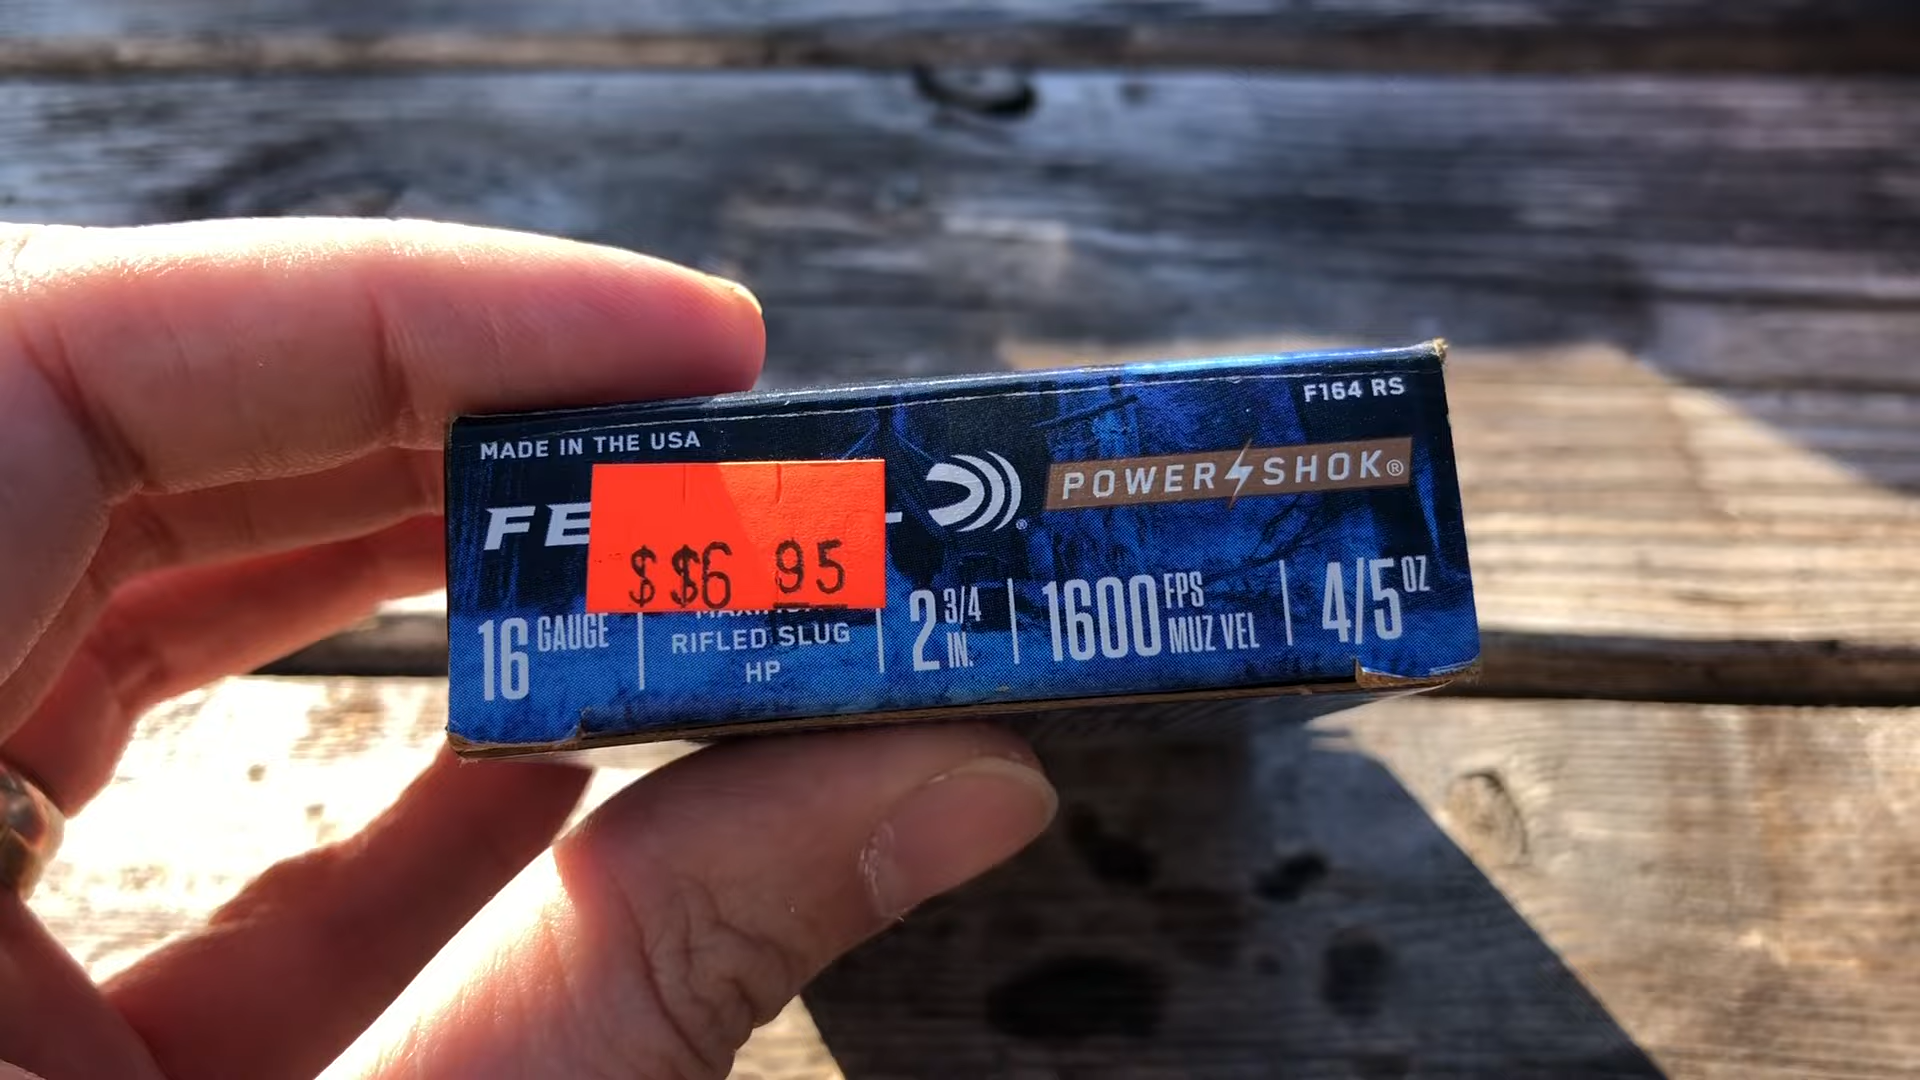 F164 RS
MADE IN THE USA
POWER SHOK®
FE
$$6 95
16 GAUGE
RIFLED SLUG
HP
2 3/4 IN.
1600 FPS MUZ VEL
4/5 OZ